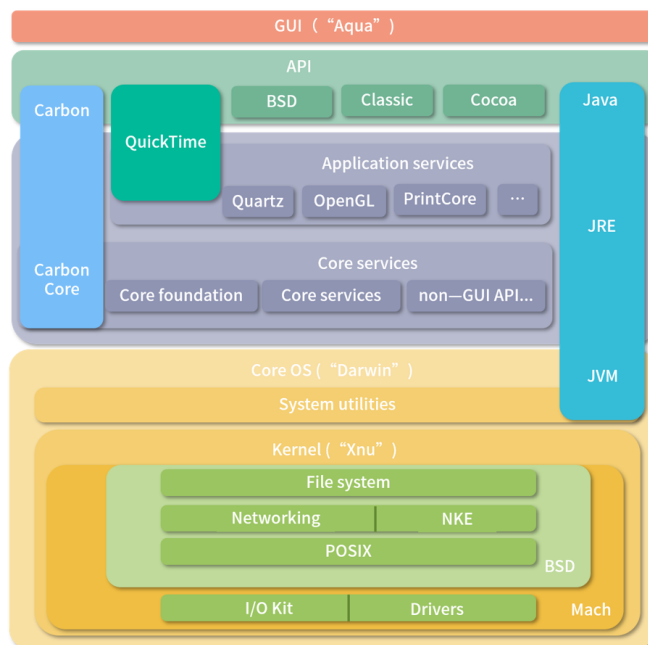 GUI (“Aqua”)
API
Carbon
QuickTime
BSD
Classic
Cocoa
Java
Application services
Quartz
OpenGL
PrintCore
...
JRE
Carbon
Core
Core services
Core foundation
Core services
non—GUI API...
Core OS (“Darwin”)
JVM
System utilities
Kernel (“Xnu”)
File system
Networking
NKE
POSIX
BSD
I/O Kit
Drivers
Mach